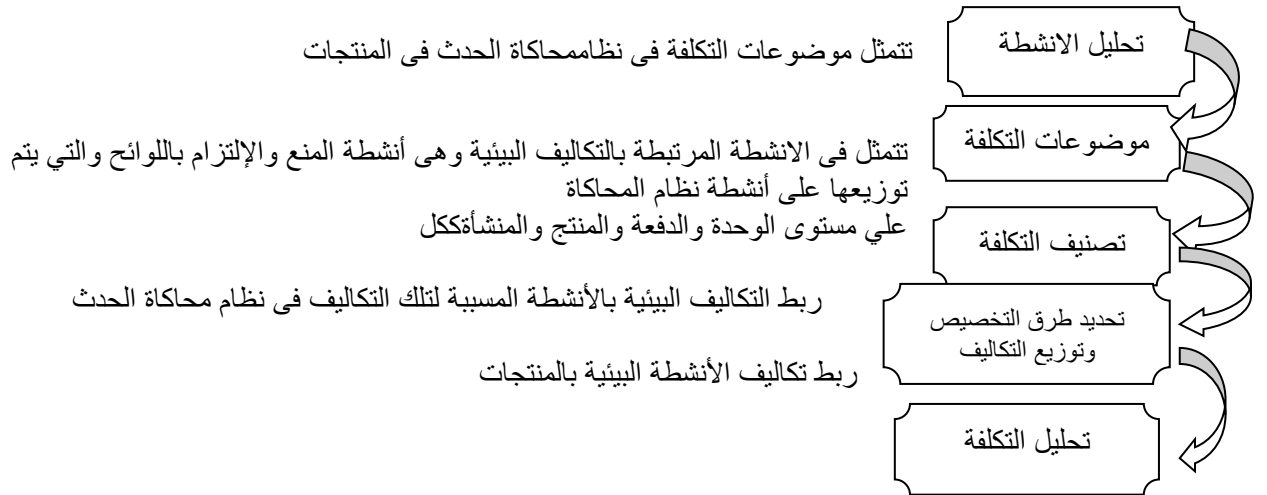 تحليل الانشطة
تتمثل موضوعات التكلفة فى نظاممحاكاة الحدث فى المنتجات
موضوعات التكلفة
تتمثل فى الانشطة المرتبطة بالتكاليف البيئية وهى أنشطة المنع والإلتزام باللوائح والتي يتم
توزيعها على أنشطة نظام المحاكاة
علي مستوى الوحدة والدفعة والمنتج والمنشأةككل
تصنيف التكلفة
ربط التكاليف البيئية بالأنشطة المسببة لتلك التكاليف فى نظام محاكاة الحدث
تحديد طرق التخصيص
وتوزيع التكاليف
ربط تكاليف الأنشطة البيئية بالمنتجات
تحليل التكلفة